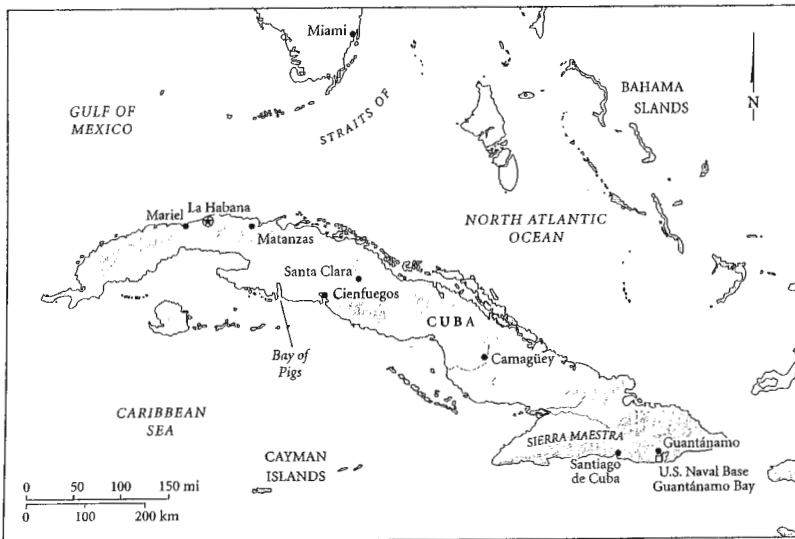 Miami
GULF OF
MEXICO
STRAITS OF
BAHAMA
SLANDS
N
La Habana
Mariel
Matanzas
NORTH ATLANTIC
OCEAN
Santa Clara
Cienfuegos
CUBA
Bay of
Pigs
Camagüey
CARIBBEAN
SEA
SIERRA MAESTRA
Guantánamo
CAYMAN
ISLANDS
Santiago
de Cuba
U.S. Naval Base
Guantánamo Bay
0 50 100 150 mi
0 100 200 km